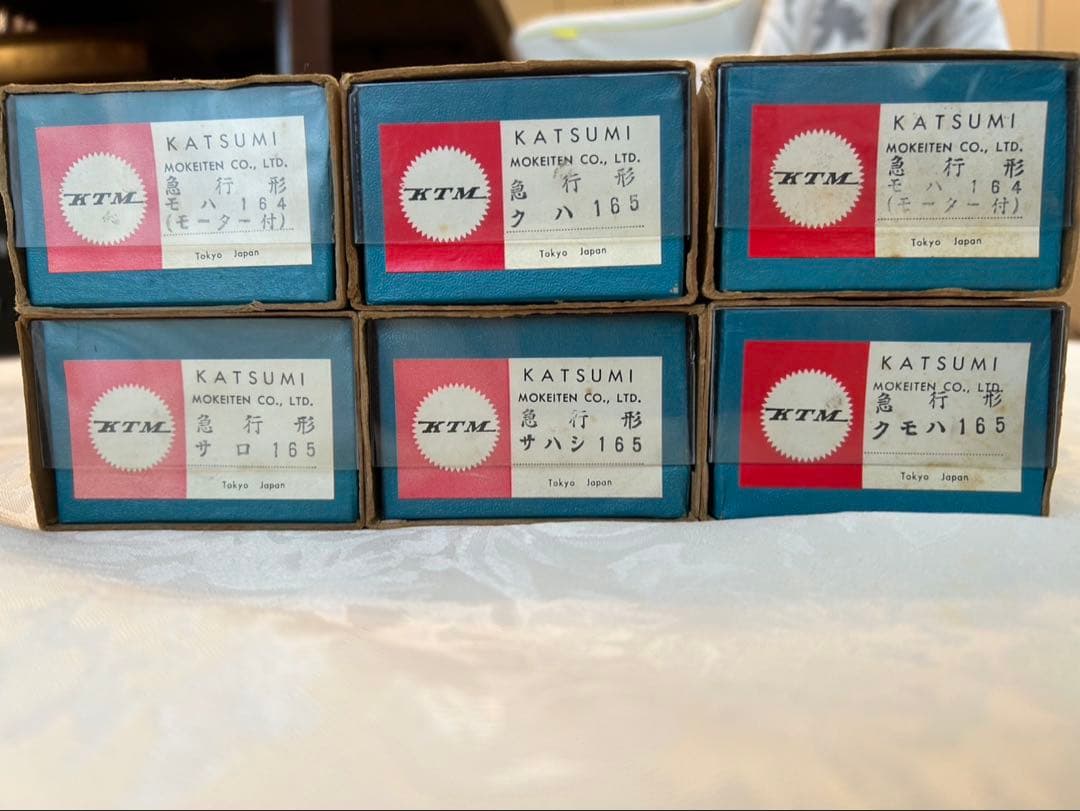 KTM
KATSUMI
MOKEITEN CO., LTD.
急行形
モハ164
(モーター付)
Tokyo Japan
KTM
KATSUMI
MOKEITEN CO., LTD.
急行形
クハ165
Tokyo Japan
KTM
KATSUMI
MOKEITEN CO., LTD.
急行形
モハ164
(モーター付)
Tokyo Japan
KTM
KATSUMI
MOKEITEN CO., LTD.
急行形
サロ165
Tokyo Japan
KTM
KATSUMI
MOKEITEN CO., LTD.
急行形
サハシ165
Tokyo Japan
KTM
KATSUMI
MOKEITEN CO., LTD.
急行形
クモハ165
Tokyo Japan